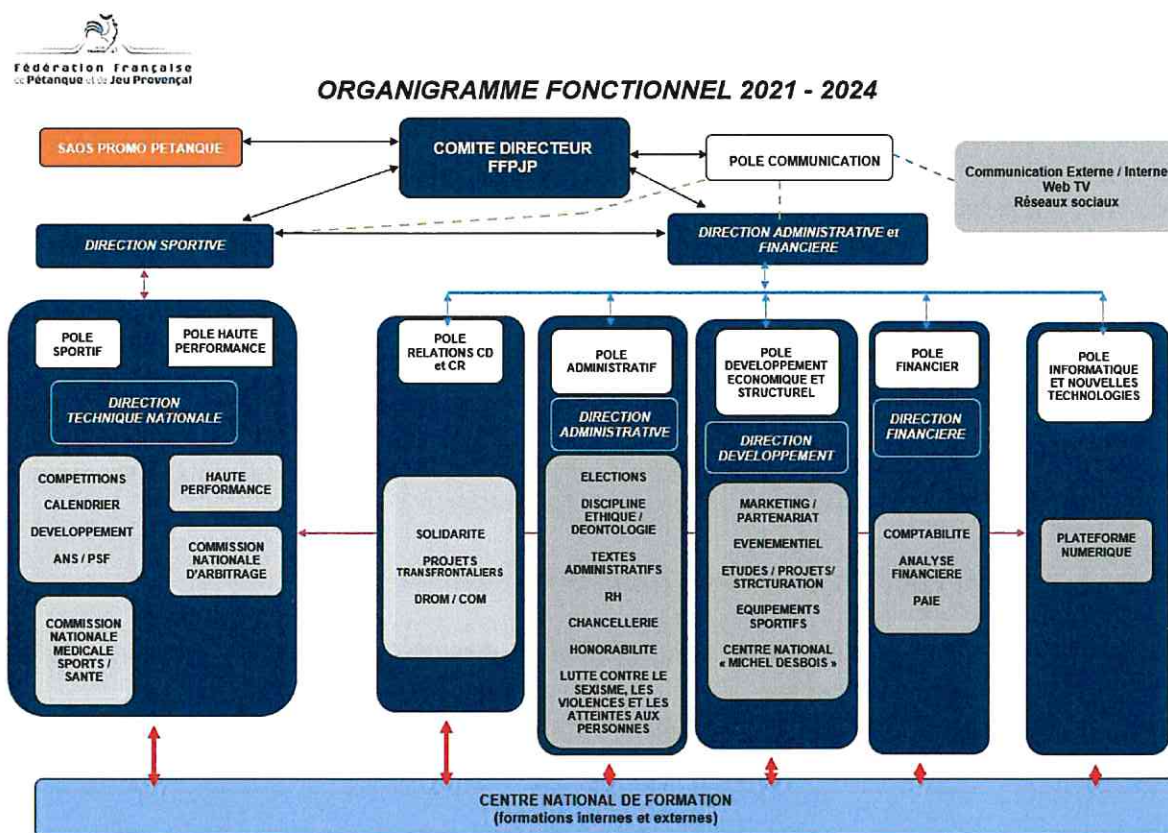 Fédération Française
de Pétanque et de Jeu Provençal
ORGANIGRAMME FONCTIONNEL 2021 - 2024
SAOS PROMO PETANQUE
COMITE DIRECTEUR
FFPJP
POLE COMMUNICATION
Communication Externe / Interne
Web TV
Réseaux sociaux
DIRECTION SPORTIVE
DIRECTION ADMINISTRATIVE et
FINANCIERE
POLE
SPORTIF
POLE HAUTE
PERFORMANCE
DIRECTION
TECHNIQUE NATIONALE
COMPETITIONS
CALENDRIER
DEVELOPPEMENT
ANS / PSF
HAUTE
PERFORMANCE
COMMISSION
NATIONALE
D'ARBITRAGE
COMMISSION
NATIONALE
MEDICALE
SPORTS /
SANTE
POLE
RELATIONS CD
et CR
SOLIDARITE
PROJETS
TRANSFRONTALIERS
DROM / COM
POLE
ADMINISTRATIF
DIRECTION
ADMINISTRATIVE
ELECTIONS
DISCIPLINE
ETHIQUE /
DEONTOLOGIE
TEXTES
ADMINISTRATIFS
RH
CHANCELLERIE
HONORABILITE
LUTTE CONTRE LE
SEXISME, LES
VIOLENCES ET LES
ATTEINTES AUX
PERSONNES
POLE
DEVELOPPEMENT
ECONOMIQUE ET
STRUCTUREL
DIRECTION
DEVELOPPEMENT
MARKETING /
PARTENARIAT
EVENEMENTIEL
ETUDES / PROJETS/
STRCTURATION
EQUIPEMENTS
SPORTIFS
CENTRE NATIONAL
« MICHEL DESBOIS »
POLE
FINANCIER
DIRECTION
FINANCIERE
COMPTABILITE
ANALYSE
FINANCIERE
PAIE
POLE
INFORMATIQUE
ET NOUVELLES
TECHNOLOGIES
PLATEFORME
NUMERIQUE
CENTRE NATIONAL DE FORMATION
(formations internes et externes)